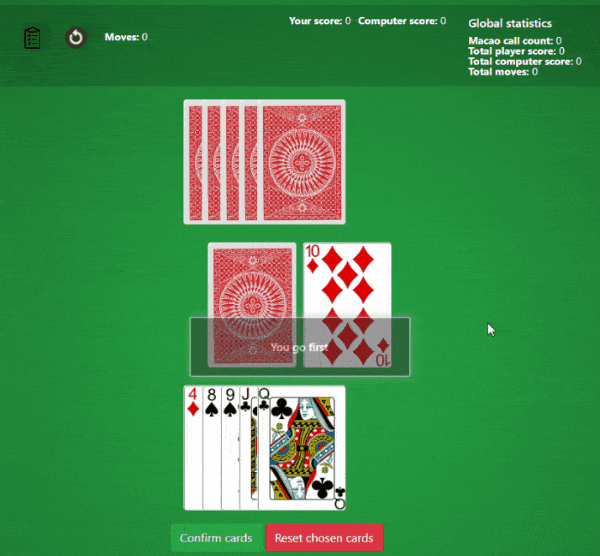 Your score: 0 Computer score: 0
Global statistics
Moves: 0
Macao call count: 0
Total player score: 0
Total computer score: 0
Total moves: 0
10
10
You go first
4 8 9 J Q
Q
Confirm cards Reset chosen cards